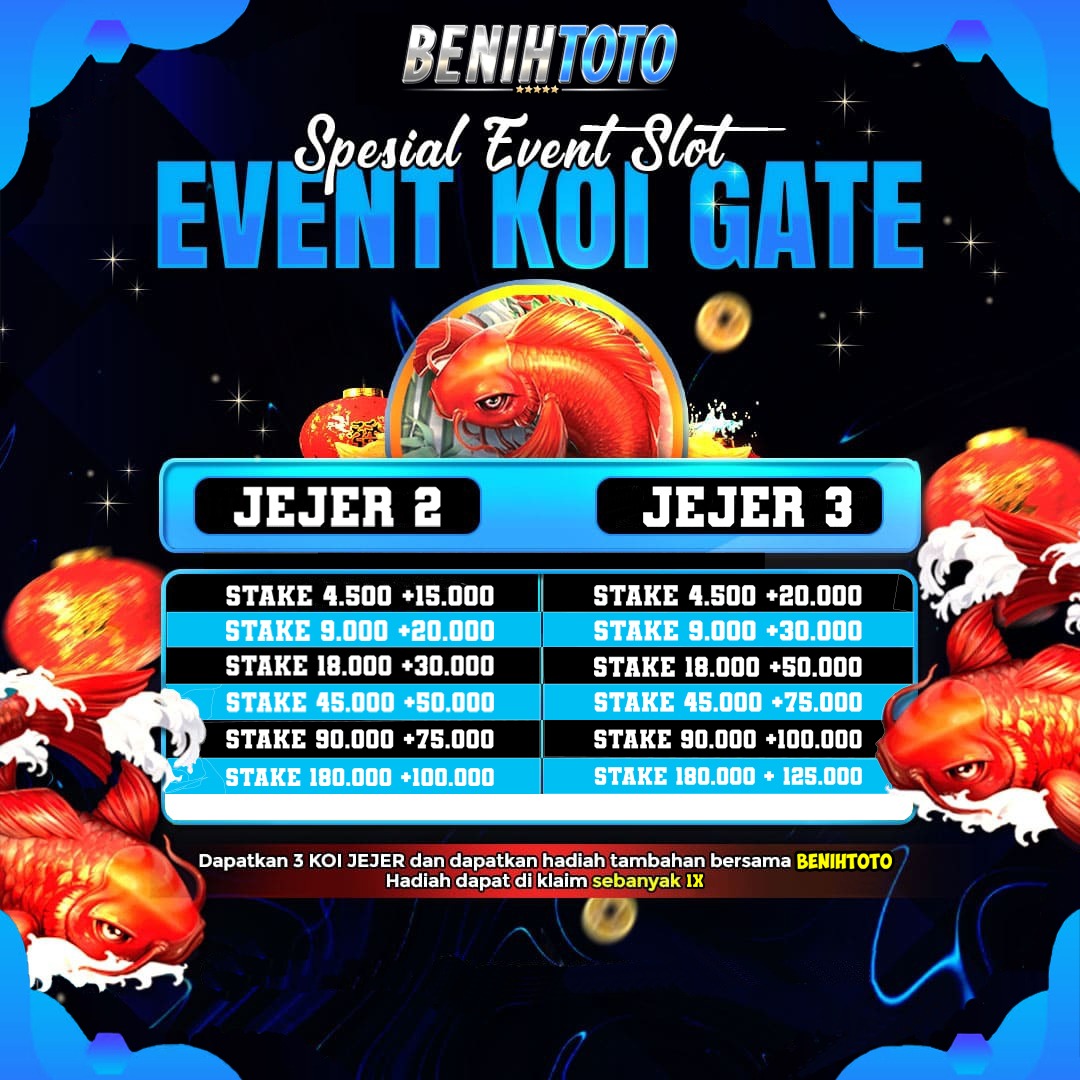 BENIHTOTO
Spesial Event Slot
EVENT KOI GATE
JEJER 2 JEJER 3
STAKE 4.500 +15.000 STAKE 4.500 +20.000
STAKE 9.000 +20.000 STAKE 9.000 +30.000
STAKE 18.000 +30.000 STAKE 18.000 +50.000
STAKE 45.000 +50.000 STAKE 45.000 +75.000
STAKE 90.000 +75.000 STAKE 90.000 +100.000
STAKE 180.000 +100.000 STAKE 180.000 + 125.000
Dapatkan 3 KOI JEJER dan dapatkan hadiah tambahan bersama BENIHTOTO
Hadiah dapat di klaim sebanyak 1X